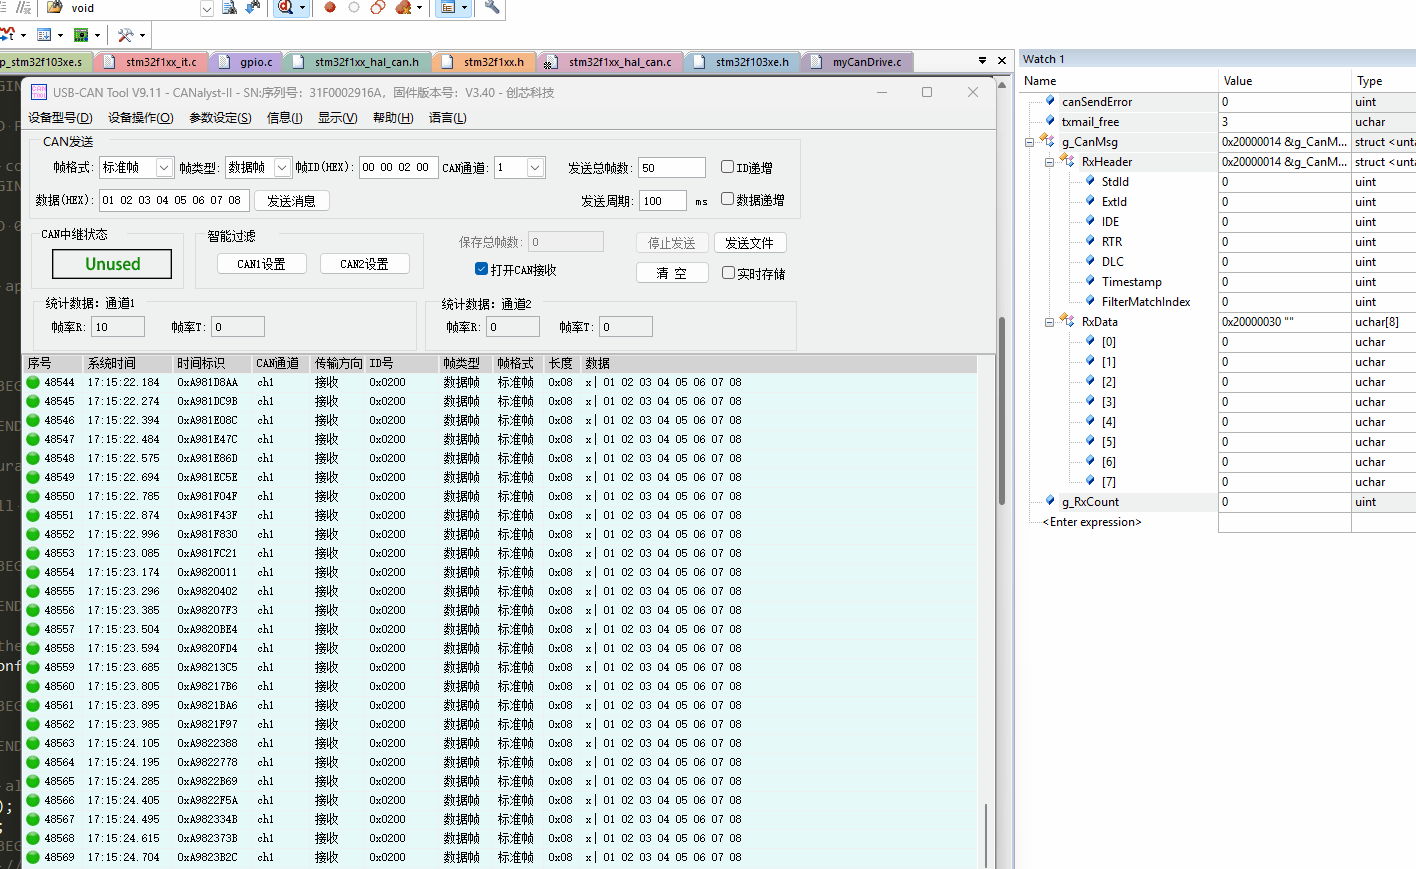 void
p_stm32f103xe.s
stm32f1xx_it.c
gpio.c
stm32f1xx_hal_can.h
stm32f1xx.h
stm32f1xx_hal_can.c
stm32f103xe.h
myCanDrive.c
USB-CAN Tool V9.11 - CANalyst-II - SN:序列号: 31F0002916A, 固件版本号: V3.40 - 创芯科技
设备型号(D) 设备操作(O) 参数设定(S) 信息(I) 显示(V) 帮助(H) 语言(L)
CAN发送
帧格式: 标准帧 帧类型: 数据帧 帧ID(HEX): 00 00 02 00 CAN通道: 1 发送总帧数: 50 ID递增
数据(HEX): 01 02 03 04 05 06 07 08 发送消息 发送周期: 100 ms 数据递增
CAN中继状态
Unused
智能过滤
CAN1设置 CAN2设置
保存总帧数: 0 停止发送 发送文件
打开CAN接收 清 空 实时存储
统计数据: 通道1
帧率R: 10 帧率T: 0
统计数据: 通道2
帧率R: 0 帧率T: 0
序号 系统时间 时间标识 CAN通道 传输方向 ID号 帧类型 帧格式 长度 数据
48544 17:15:22.184 0xA981D8AA ch1 接收 0x0200 数据帧 标准帧 0x08 x| 01 02 03 04 05 06 07 08
48545 17:15:22.274 0xA981DC9B ch1 接收 0x0200 数据帧 标准帧 0x08 x| 01 02 03 04 05 06 07 08
48546 17:15:22.394 0xA981E08C ch1 接收 0x0200 数据帧 标准帧 0x08 x| 01 02 03 04 05 06 07 08
48547 17:15:22.484 0xA981E47C ch1 接收 0x0200 数据帧 标准帧 0x08 x| 01 02 03 04 05 06 07 08
48548 17:15:22.575 0xA981E86D ch1 接收 0x0200 数据帧 标准帧 0x08 x| 01 02 03 04 05 06 07 08
48549 17:15:22.694 0xA981EC5E ch1 接收 0x0200 数据帧 标准帧 0x08 x| 01 02 03 04 05 06 07 08
48550 17:15:22.785 0xA981F04F ch1 接收 0x0200 数据帧 标准帧 0x08 x| 01 02 03 04 05 06 07 08
48551 17:15:22.874 0xA981F43F ch1 接收 0x0200 数据帧 标准帧 0x08 x| 01 02 03 04 05 06 07 08
48552 17:15:22.996 0xA981F830 ch1 接收 0x0200 数据帧 标准帧 0x08 x| 01 02 03 04 05 06 07 08
48553 17:15:23.085 0xA981FC21 ch1 接收 0x0200 数据帧 标准帧 0x08 x| 01 02 03 04 05 06 07 08
48554 17:15:23.174 0xA9820011 ch1 接收 0x0200 数据帧 标准帧 0x08 x| 01 02 03 04 05 06 07 08
48555 17:15:23.296 0xA9820402 ch1 接收 0x0200 数据帧 标准帧 0x08 x| 01 02 03 04 05 06 07 08
48556 17:15:23.385 0xA98207F3 ch1 接收 0x0200 数据帧 标准帧 0x08 x| 01 02 03 04 05 06 07 08
48557 17:15:23.504 0xA9820BE4 ch1 接收 0x0200 数据帧 标准帧 0x08 x| 01 02 03 04 05 06 07 08
48558 17:15:23.594 0xA9820FD4 ch1 接收 0x0200 数据帧 标准帧 0x08 x| 01 02 03 04 05 06 07 08
48559 17:15:23.685 0xA98213C5 ch1 接收 0x0200 数据帧 标准帧 0x08 x| 01 02 03 04 05 06 07 08
48560 17:15:23.805 0xA98217B6 ch1 接收 0x0200 数据帧 标准帧 0x08 x| 01 02 03 04 05 06 07 08
48561 17:15:23.895 0xA9821BA6 ch1 接收 0x0200 数据帧 标准帧 0x08 x| 01 02 03 04 05 06 07 08
48562 17:15:23.985 0xA9821F97 ch1 接收 0x0200 数据帧 标准帧 0x08 x| 01 02 03 04 05 06 07 08
48563 17:15:24.105 0xA9822388 ch1 接收 0x0200 数据帧 标准帧 0x08 x| 01 02 03 04 05 06 07 08
48564 17:15:24.195 0xA9822778 ch1 接收 0x0200 数据帧 标准帧 0x08 x| 01 02 03 04 05 06 07 08
48565 17:15:24.285 0xA9822B69 ch1 接收 0x0200 数据帧 标准帧 0x08 x| 01 02 03 04 05 06 07 08
48566 17:15:24.405 0xA9822F5A ch1 接收 0x0200 数据帧 标准帧 0x08 x| 01 02 03 04 05 06 07 08
48567 17:15:24.495 0xA982334B ch1 接收 0x0200 数据帧 标准帧 0x08 x| 01 02 03 04 05 06 07 08
48568 17:15:24.615 0xA982373B ch1 接收 0x0200 数据帧 标准帧 0x08 x| 01 02 03 04 05 06 07 08
48569 17:15:24.704 0xA9823B2C ch1 接收 0x0200 数据帧 标准帧 0x08 x| 01 02 03 04 05 06 07 08
Watch 1
Name Value Type
canSendError 0 uint
txmail_free 3 uchar
g_CanMsg 0x20000014 &g_CanM... struct <unta
RxHeader 0x20000014 &g_CanM... struct <unta
StdId 0 uint
ExtId 0 uint
IDE 0 uint
RTR 0 uint
DLC 0 uint
Timestamp 0 uint
FilterMatchIndex 0 uint
RxData 0x20000030 "" uchar[8]
[0] 0 uchar
[1] 0 uchar
[2] 0 uchar
[3] 0 uchar
[4] 0 uchar
[5] 0 uchar
[6] 0 uchar
[7] 0 uchar
g_RxCount 0 uint
<Enter expression>